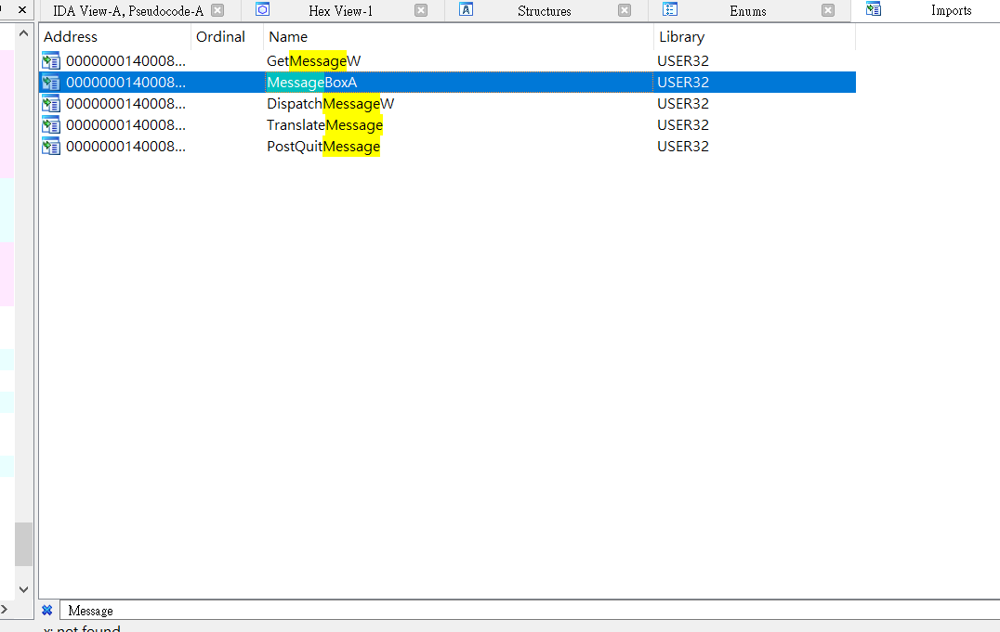 IDA View-A, Pseudocode-A Hex View-1 Structures Enums Imports
Address Ordinal Name Library
0000000140008... GetMessageW USER32
0000000140008... MessageBoxA USER32
0000000140008... DispatchMessageW USER32
0000000140008... TranslateMessage USER32
0000000140008... PostQuitMessage USER32
Message
x: not found